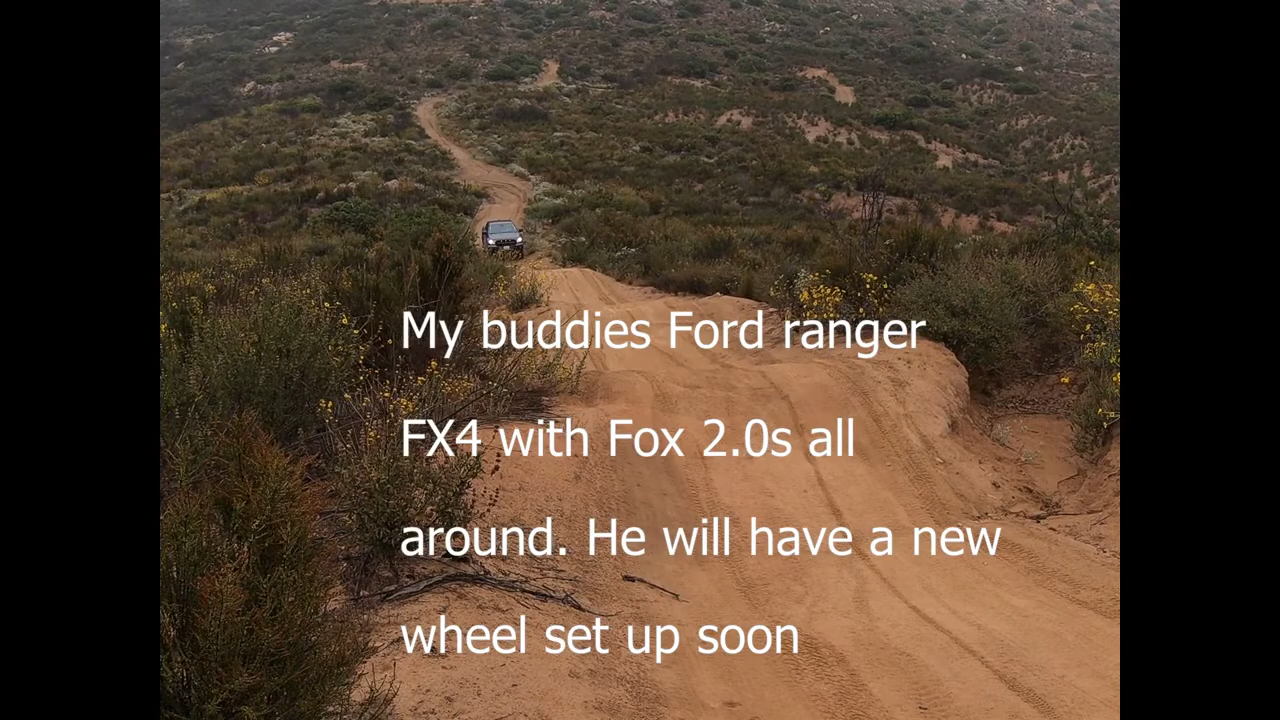 My buddies Ford ranger
FX4 with Fox 2.0s all
around. He will have a new
wheel set up soon